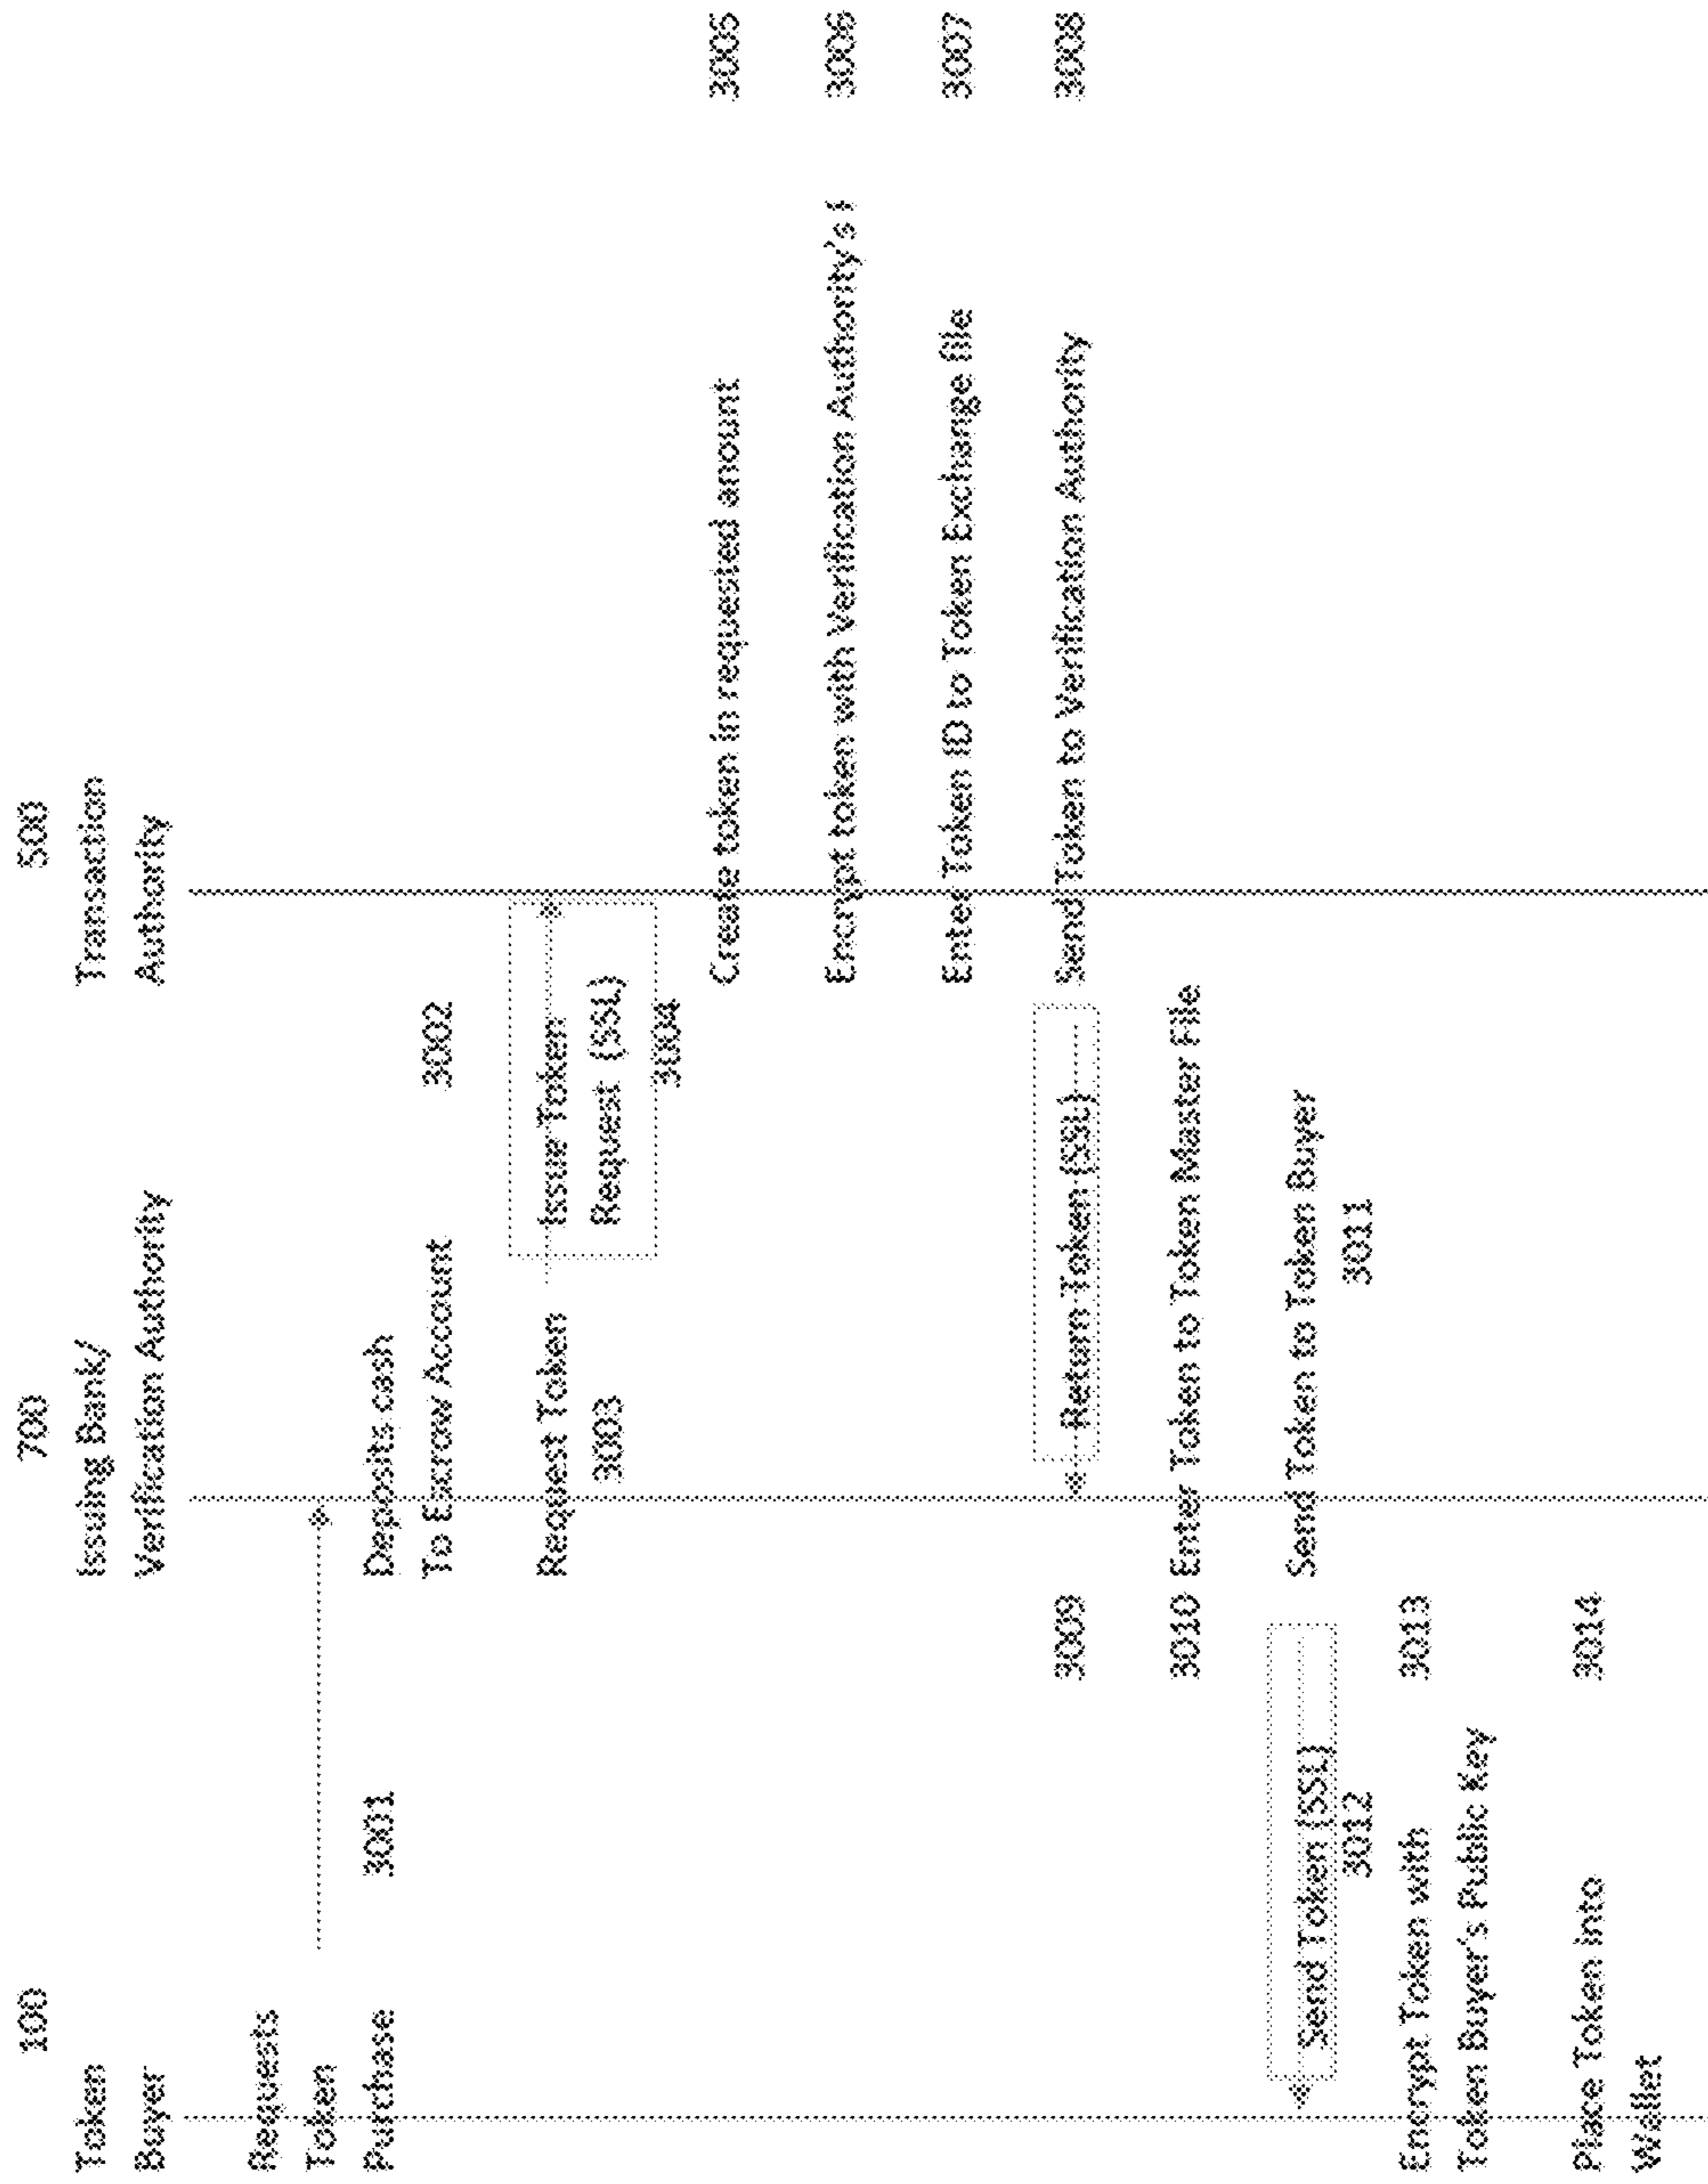 100
700
500
Token
Buyer
Issuing Bank/
Verification Authority
Transaction
Authority
Requests
Token
Purchase
3001
Deposits cash
To Escrow Account
3002
Request Token
3003
Issue Token
Request (SSL)
3004
Create token in requested anount
3005
Encrypt token with Verification Authority's
3006
Enter Token ID to Token Exchange file
3007
Send Token to Verification Authority
3008
Return Token (SSL)
3009
3010 Enter Token to Token Master File
Send Token to Token Buyer
3011
Send Token (SSL)
3012
Encrypt Token with
Token Buyer's Public Key
3013
Place Token into
Wallet
3014